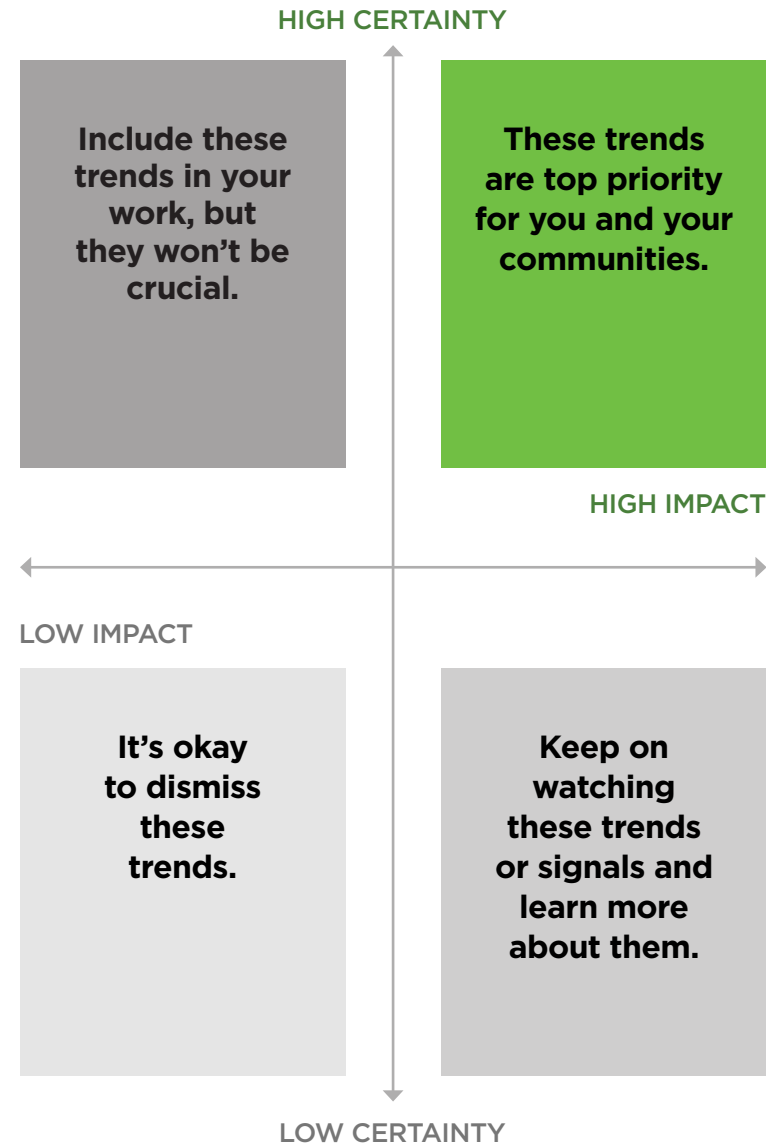 HIGH CERTAINTY
Include these
trends in your
work, but
they won’t be
crucial.
These trends
are top priority
for you and your
communities.
HIGH IMPACT
LOW IMPACT
It’s okay
to dismiss
these
trends.
Keep on
watching
these trends
or signals and
learn more
about them.
LOW CERTAINTY